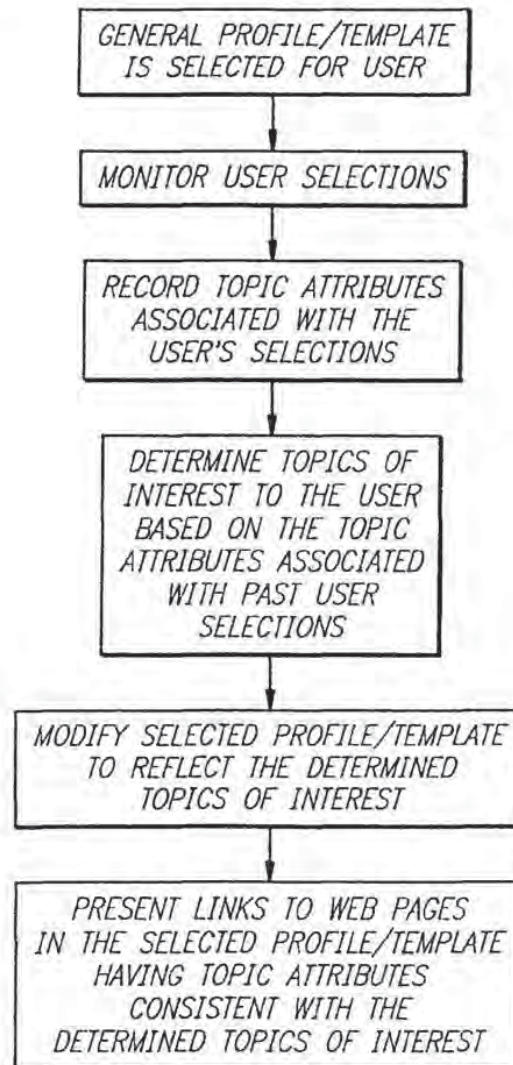 GENERAL PROFILE/TEMPLATE
IS SELECTED FOR USER
MONITOR USER SELECTIONS
RECORD TOPIC ATTRIBUTES
ASSOCIATED WITH THE
USER'S SELECTIONS
DETERMINE TOPICS OF
INTEREST TO THE USER
BASED ON THE TOPIC
ATTRIBUTES ASSOCIATED
WITH PAST USER
SELECTIONS
MODIFY SELECTED PROFILE/TEMPLATE
TO REFLECT THE DETERMINED
TOPICS OF INTEREST
PRESENT LINKS TO WEB PAGES
IN THE SELECTED PROFILE/TEMPLATE
HAVING TOPIC ATTRIBUTES
CONSISTENT WITH THE
DETERMINED TOPICS OF INTEREST